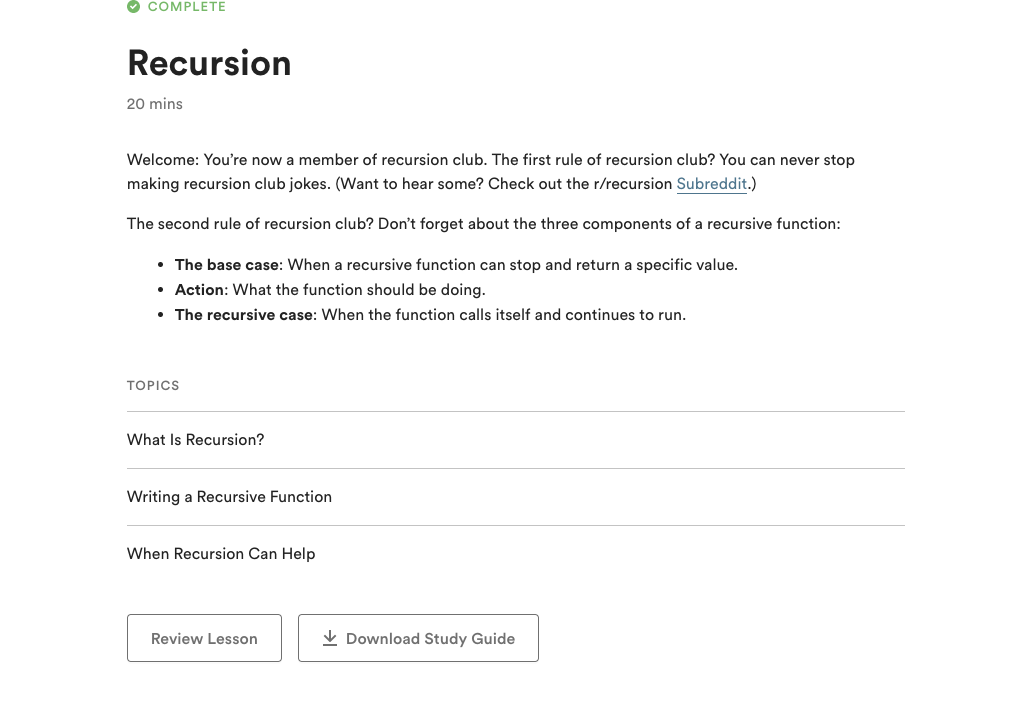 COMPLETE
Recursion
20 mins
Welcome: You’re now a member of recursion club. The first rule of recursion club? You can never stop
making recursion club jokes. (Want to hear some? Check out the r/recursion Subreddit.)
The second rule of recursion club? Don’t forget about the three components of a recursive function:
• The base case: When a recursive function can stop and return a specific value.
• Action: What the function should be doing.
• The recursive case: When the function calls itself and continues to run.
TOPICS
What Is Recursion?
Writing a Recursive Function
When Recursion Can Help
Review Lesson
Download Study Guide